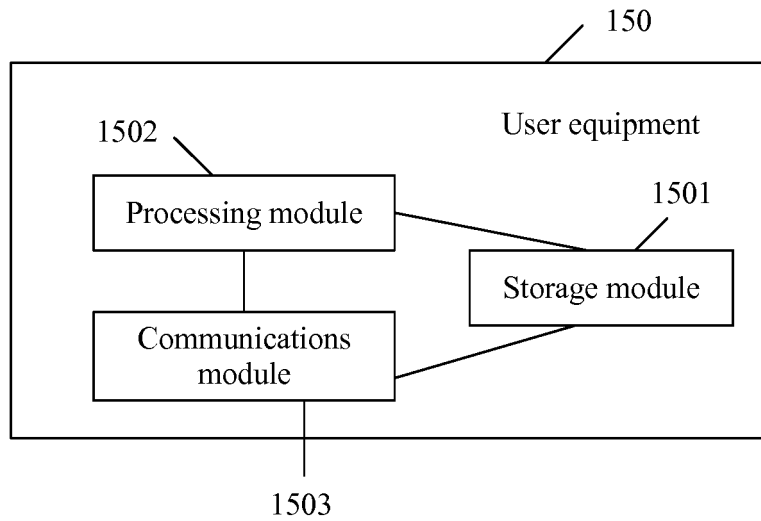 150
User equipment
1502
Processing module
1501
Storage module
Communications
module
1503